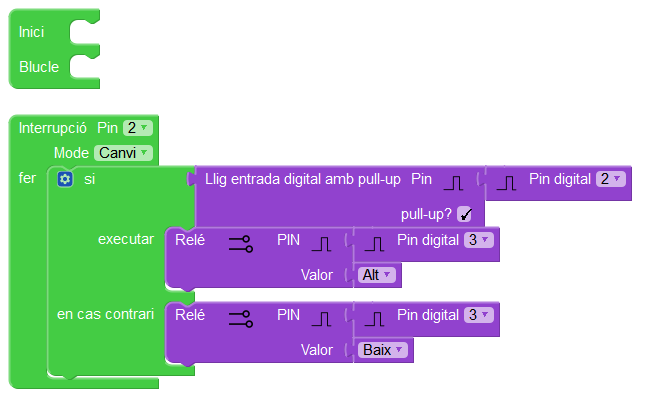 Inici
Blucle
Interrupció Pin 2
Mode Canvi
fer si Llig entrada digital amb pull-up Pin Pin digital 2
pull-up?
executar Relé PIN Pin digital 3
Valor Alt
en cas contrari Relé PIN Pin digital 3
Valor Baix